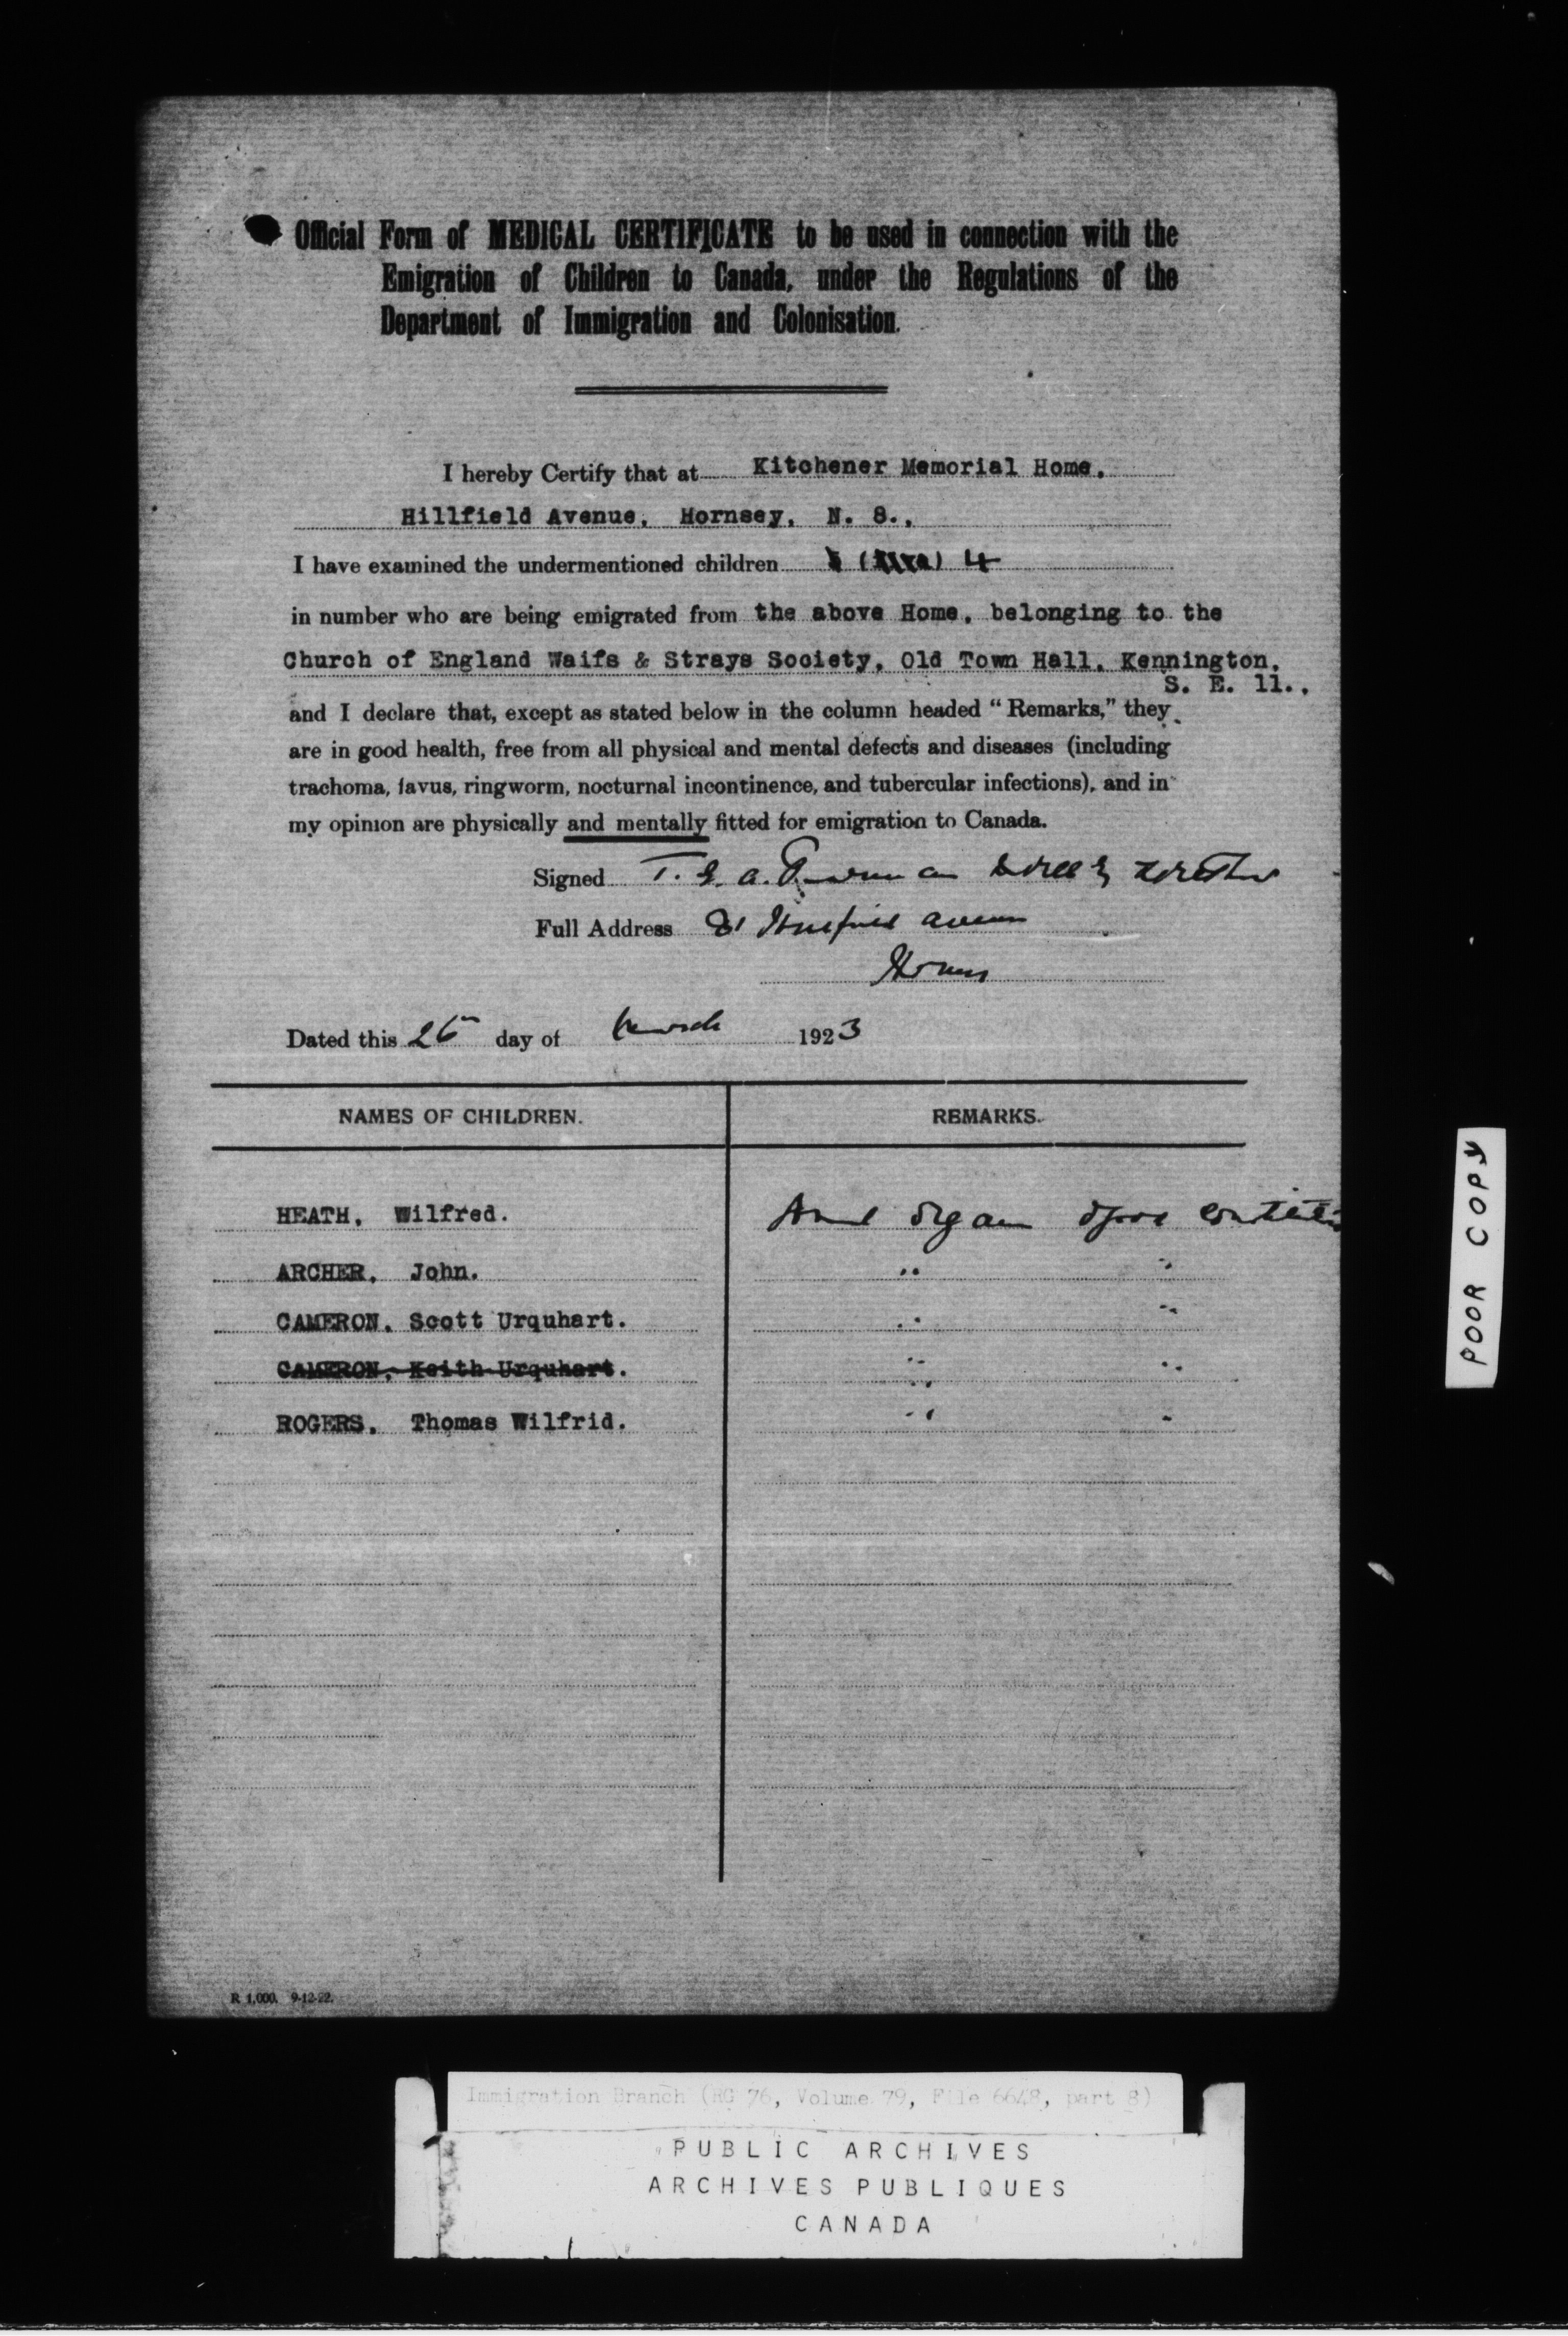 Official Form of MEDICAL CERTIFICATE to be used in connection with the
Emigration of Children to Canada, under the Regulations of the
Department of Immigration and Colonisation.
I hereby Certify that at Kitchener Memorial Home,
Hillfield Avenue, Hornsey, N. 8.,
I have examined the undermentioned children 4
in number who are being emigrated from the above Home, belonging to the
Church of England Waifs & Strays Society, Old Town Hall, Kennington,
S. E. 11.,
and I declare that, except as stated below in the column headed "Remarks," they
are in good health, free from all physical and mental defects and diseases (including
trachoma, favus, ringworm, nocturnal incontinence, and tubercular infections), and in
my opinion are physically and mentally fitted for emigration to Canada.
Signed T.
Full Address
Dated this day of March 1923
NAMES OF CHILDREN. REMARKS.
HEATH, Wilfred. organ
ARCHER, John. " "
CAMERON, Scott Urquhart. " "
CAMERON, Keith Urquhart. " "
ROGERS, Thomas Wilfrid. " "
R 1,000. 9-12-22.
POOR COPY
Immigration Branch (RG 76, Volume 79, File 6648, part 8)
PUBLIC ARCHIVES
ARCHIVES PUBLIQUES
CANADA